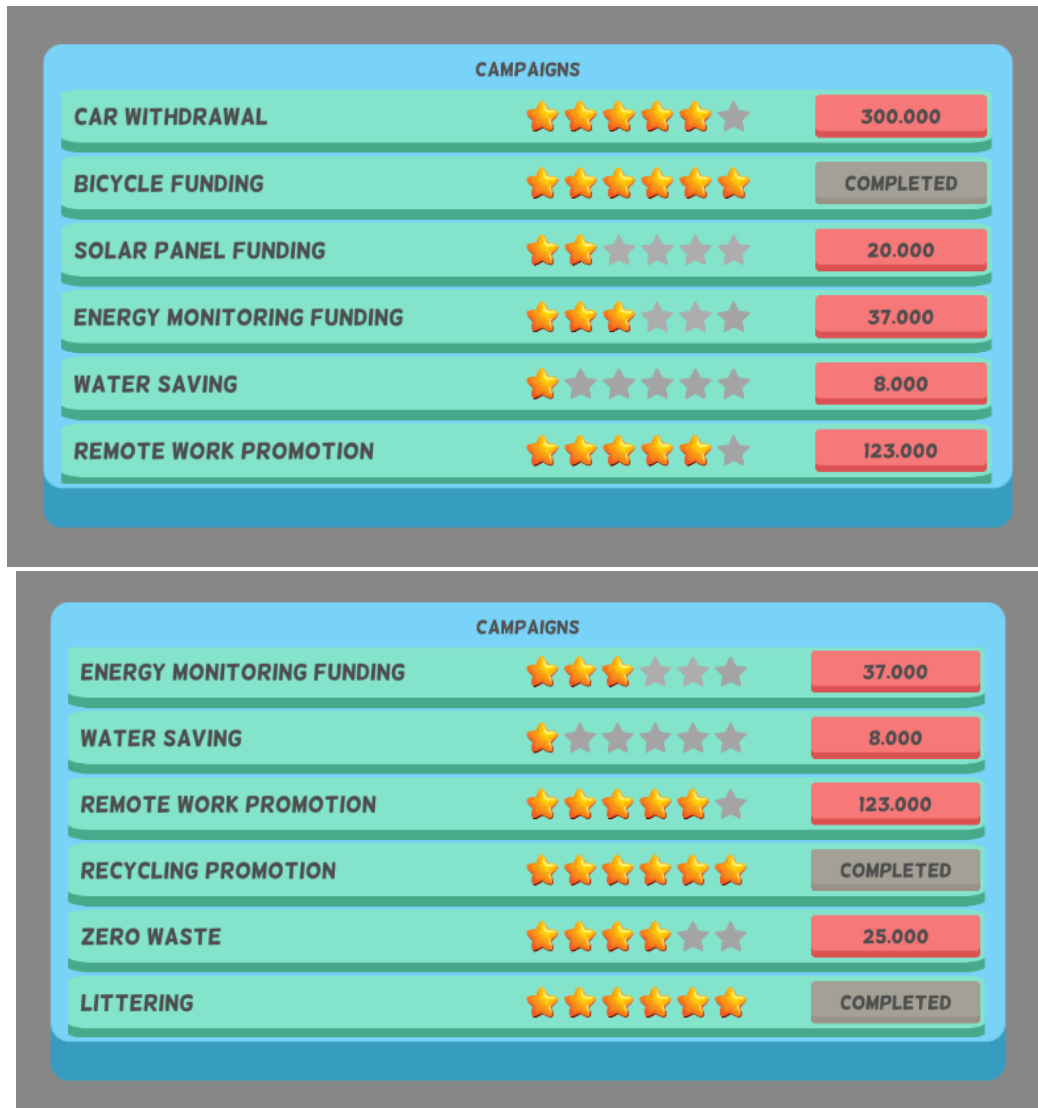 CAMPAIGNS
CAR WITHDRAWAL 300.000
BICYCLE FUNDING COMPLETED
SOLAR PANEL FUNDING 20.000
ENERGY MONITORING FUNDING 37.000
WATER SAVING 8.000
REMOTE WORK PROMOTION 123.000
CAMPAIGNS
ENERGY MONITORING FUNDING 37.000
WATER SAVING 8.000
REMOTE WORK PROMOTION 123.000
RECYCLING PROMOTION COMPLETED
ZERO WASTE 25.000
LITTERING COMPLETED